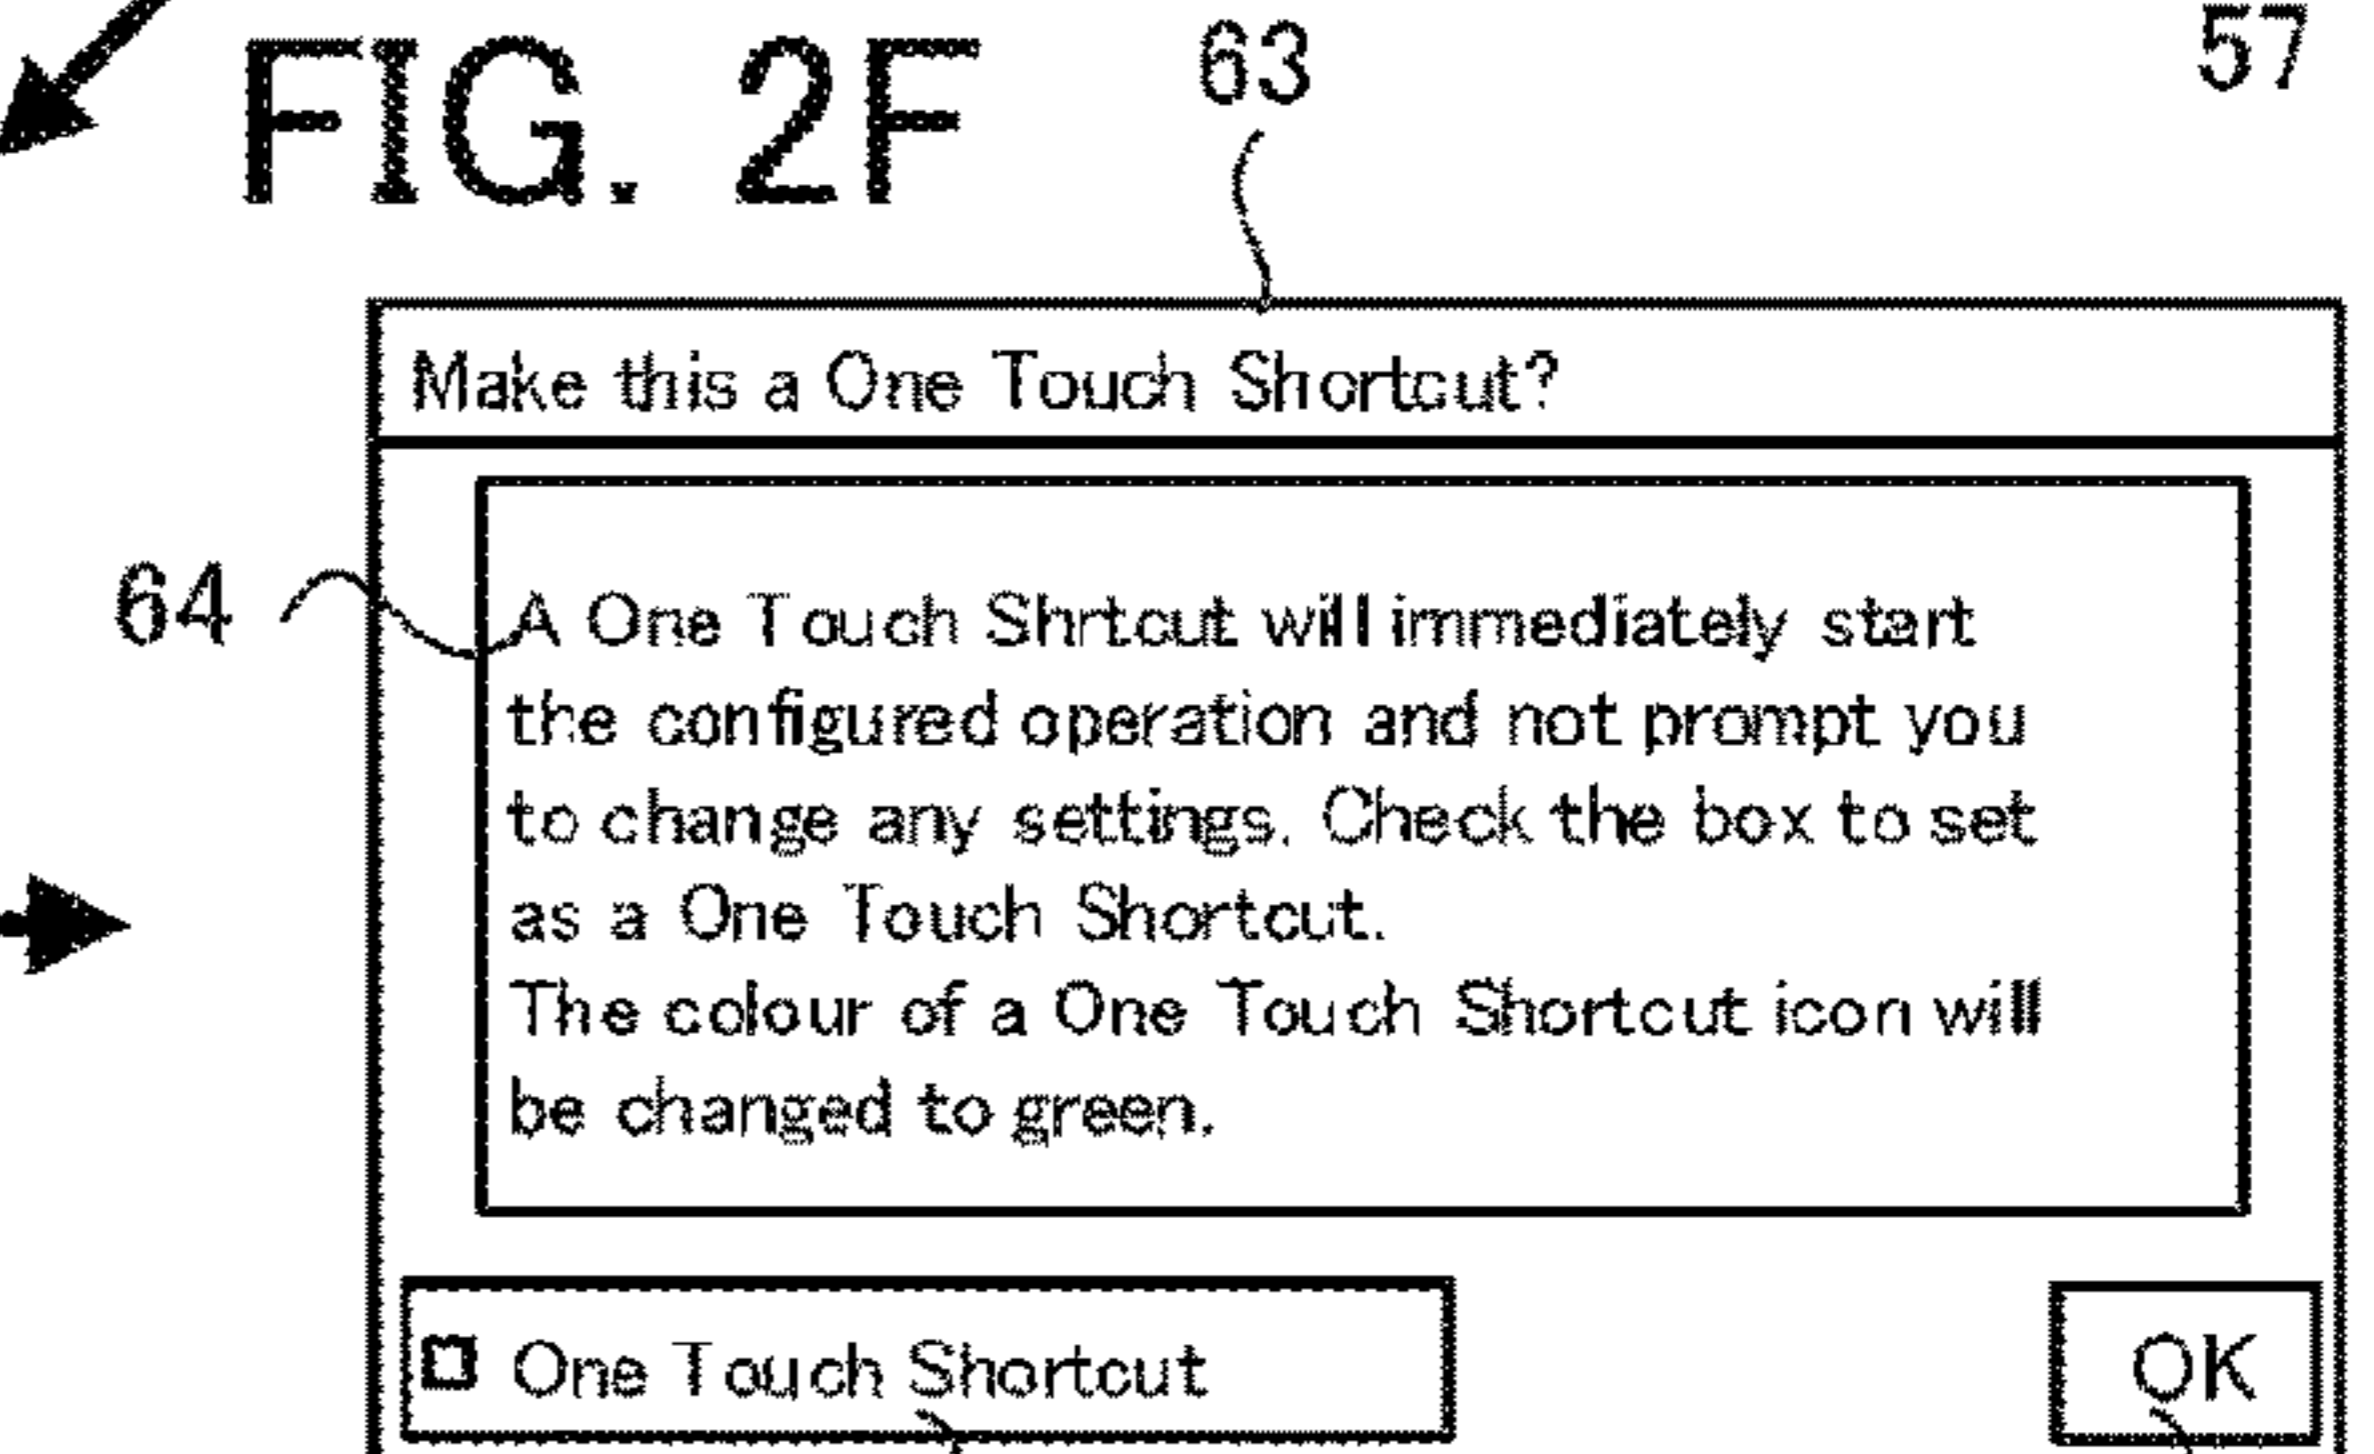 FIG. 2F
63
57
Make this a One Touch Shortcut?
64
A One Touch Shrtcut will immediately start
the configured operation and not prompt you
to change any settings. Check the box to set
as a One Touch Shortcut.
The colour of a One Touch Shortcut icon will
be changed to green.
One Touch Shortcut
OK